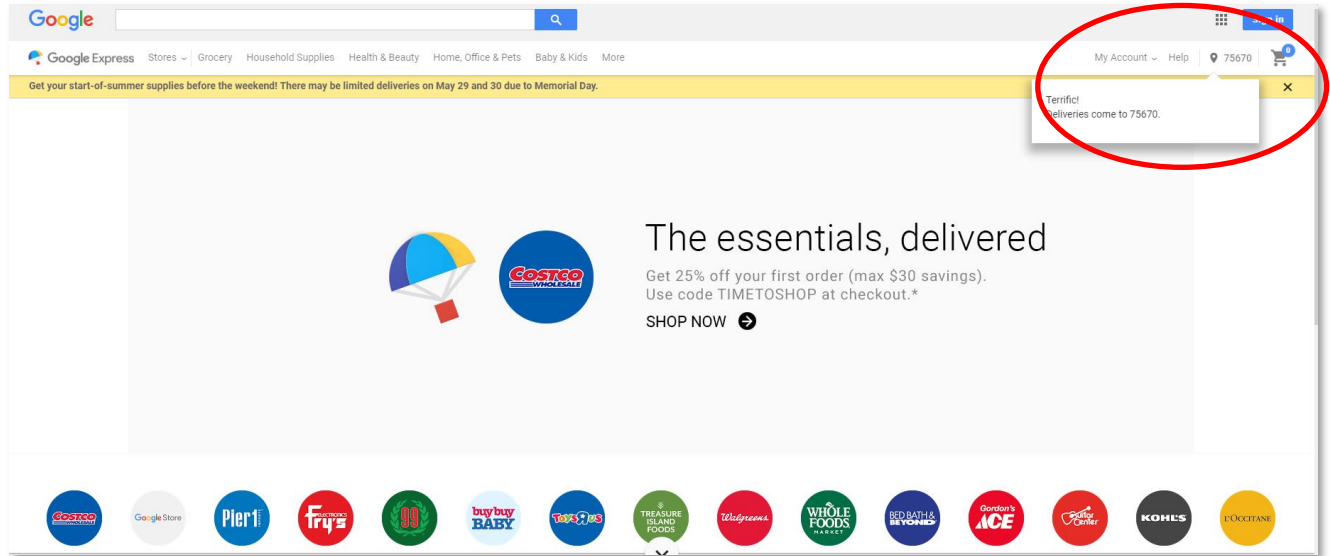 Google
Sign in
Google Express Stores Grocery Household Supplies Health & Beauty Home, Office & Pets Baby & Kids More My Account Help 75670 0
Get your start-of-summer supplies before the weekend! There may be limited deliveries on May 29 and 30 due to Memorial Day.
Terrific!
Deliveries come to 75670.
COSTCO
WHOLESALE
The essentials, delivered
Get 25% off your first order (max $30 savings).
Use code TIMETOSHOP at checkout.*
SHOP NOW
COSTCO
WHOLESALE
Google Store
Pier1
Fry's
ELECTRONICS
99
buybuy
BABY
ToysRUs
TREASURE
ISLAND
FOODS
Walgreens
WHOLE
FOODS
MARKET
BED BATH &
BEYOND
Gordon's
ACE
Guitar
Center
KOHL'S
L'OCCITANE